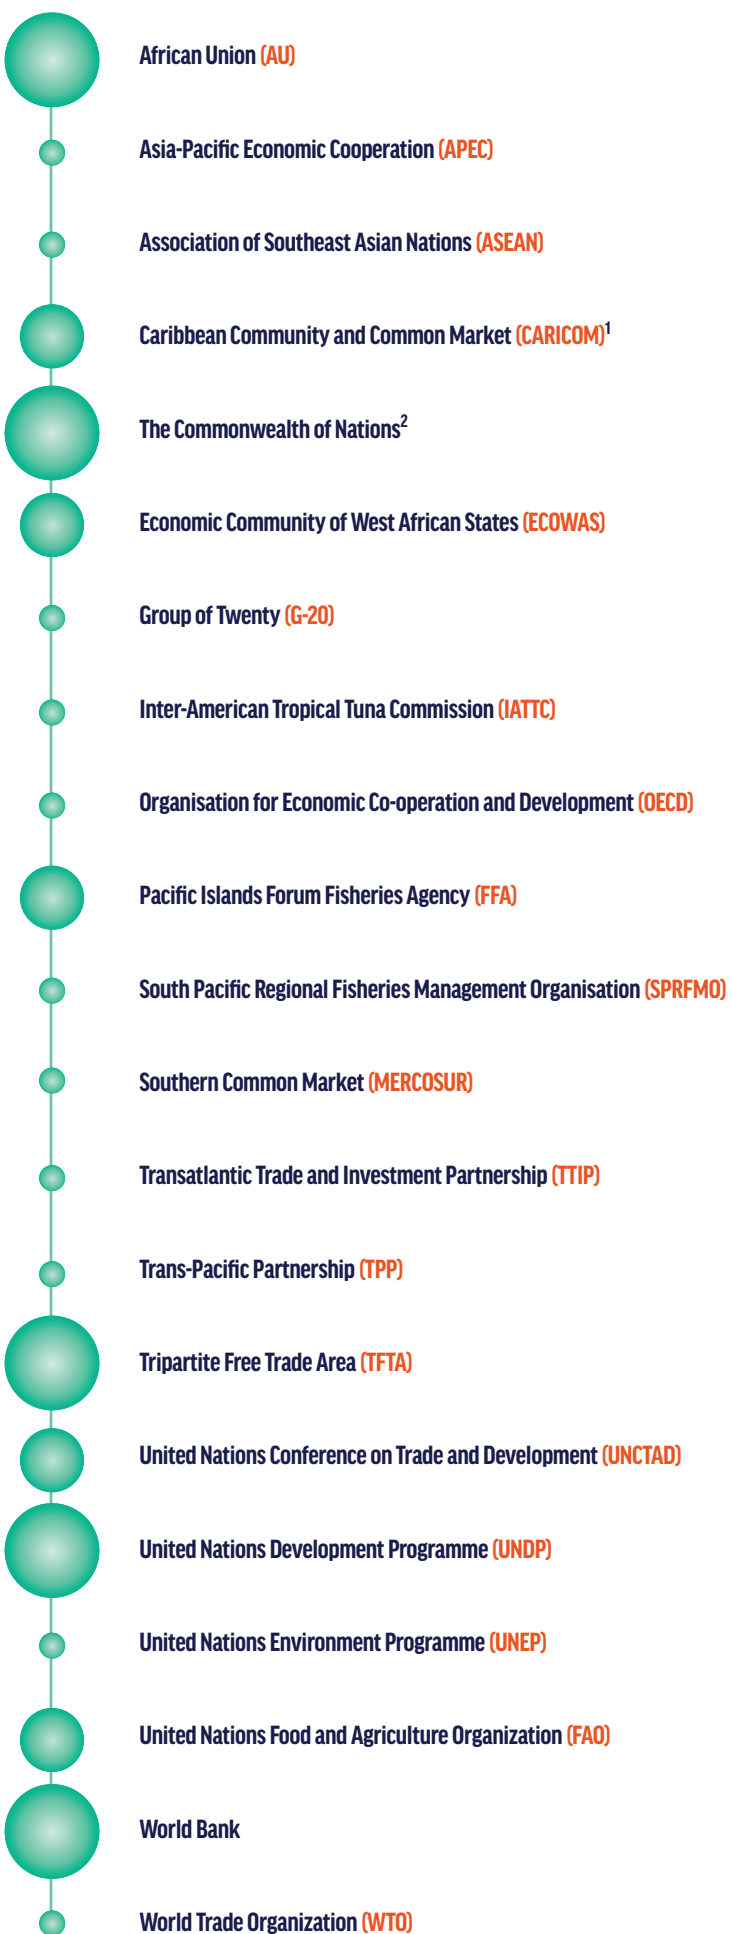 African Union (AU)
Asia-Pacific Economic Cooperation (APEC)
Association of Southeast Asian Nations (ASEAN)
Caribbean Community and Common Market (CARICOM)¹
The Commonwealth of Nations²
Economic Community of West African States (ECOWAS)
Group of Twenty (G-20)
Inter-American Tropical Tuna Commission (IATTC)
Organisation for Economic Co-operation and Development (OECD)
Pacific Islands Forum Fisheries Agency (FFA)
South Pacific Regional Fisheries Management Organisation (SPRFMO)
Southern Common Market (MERCOSUR)
Transatlantic Trade and Investment Partnership (TTIP)
Trans-Pacific Partnership (TPP)
Tripartite Free Trade Area (TFTA)
United Nations Conference on Trade and Development (UNCTAD)
United Nations Development Programme (UNDP)
United Nations Environment Programme (UNEP)
United Nations Food and Agriculture Organization (FAO)
World Bank
World Trade Organization (WTO)